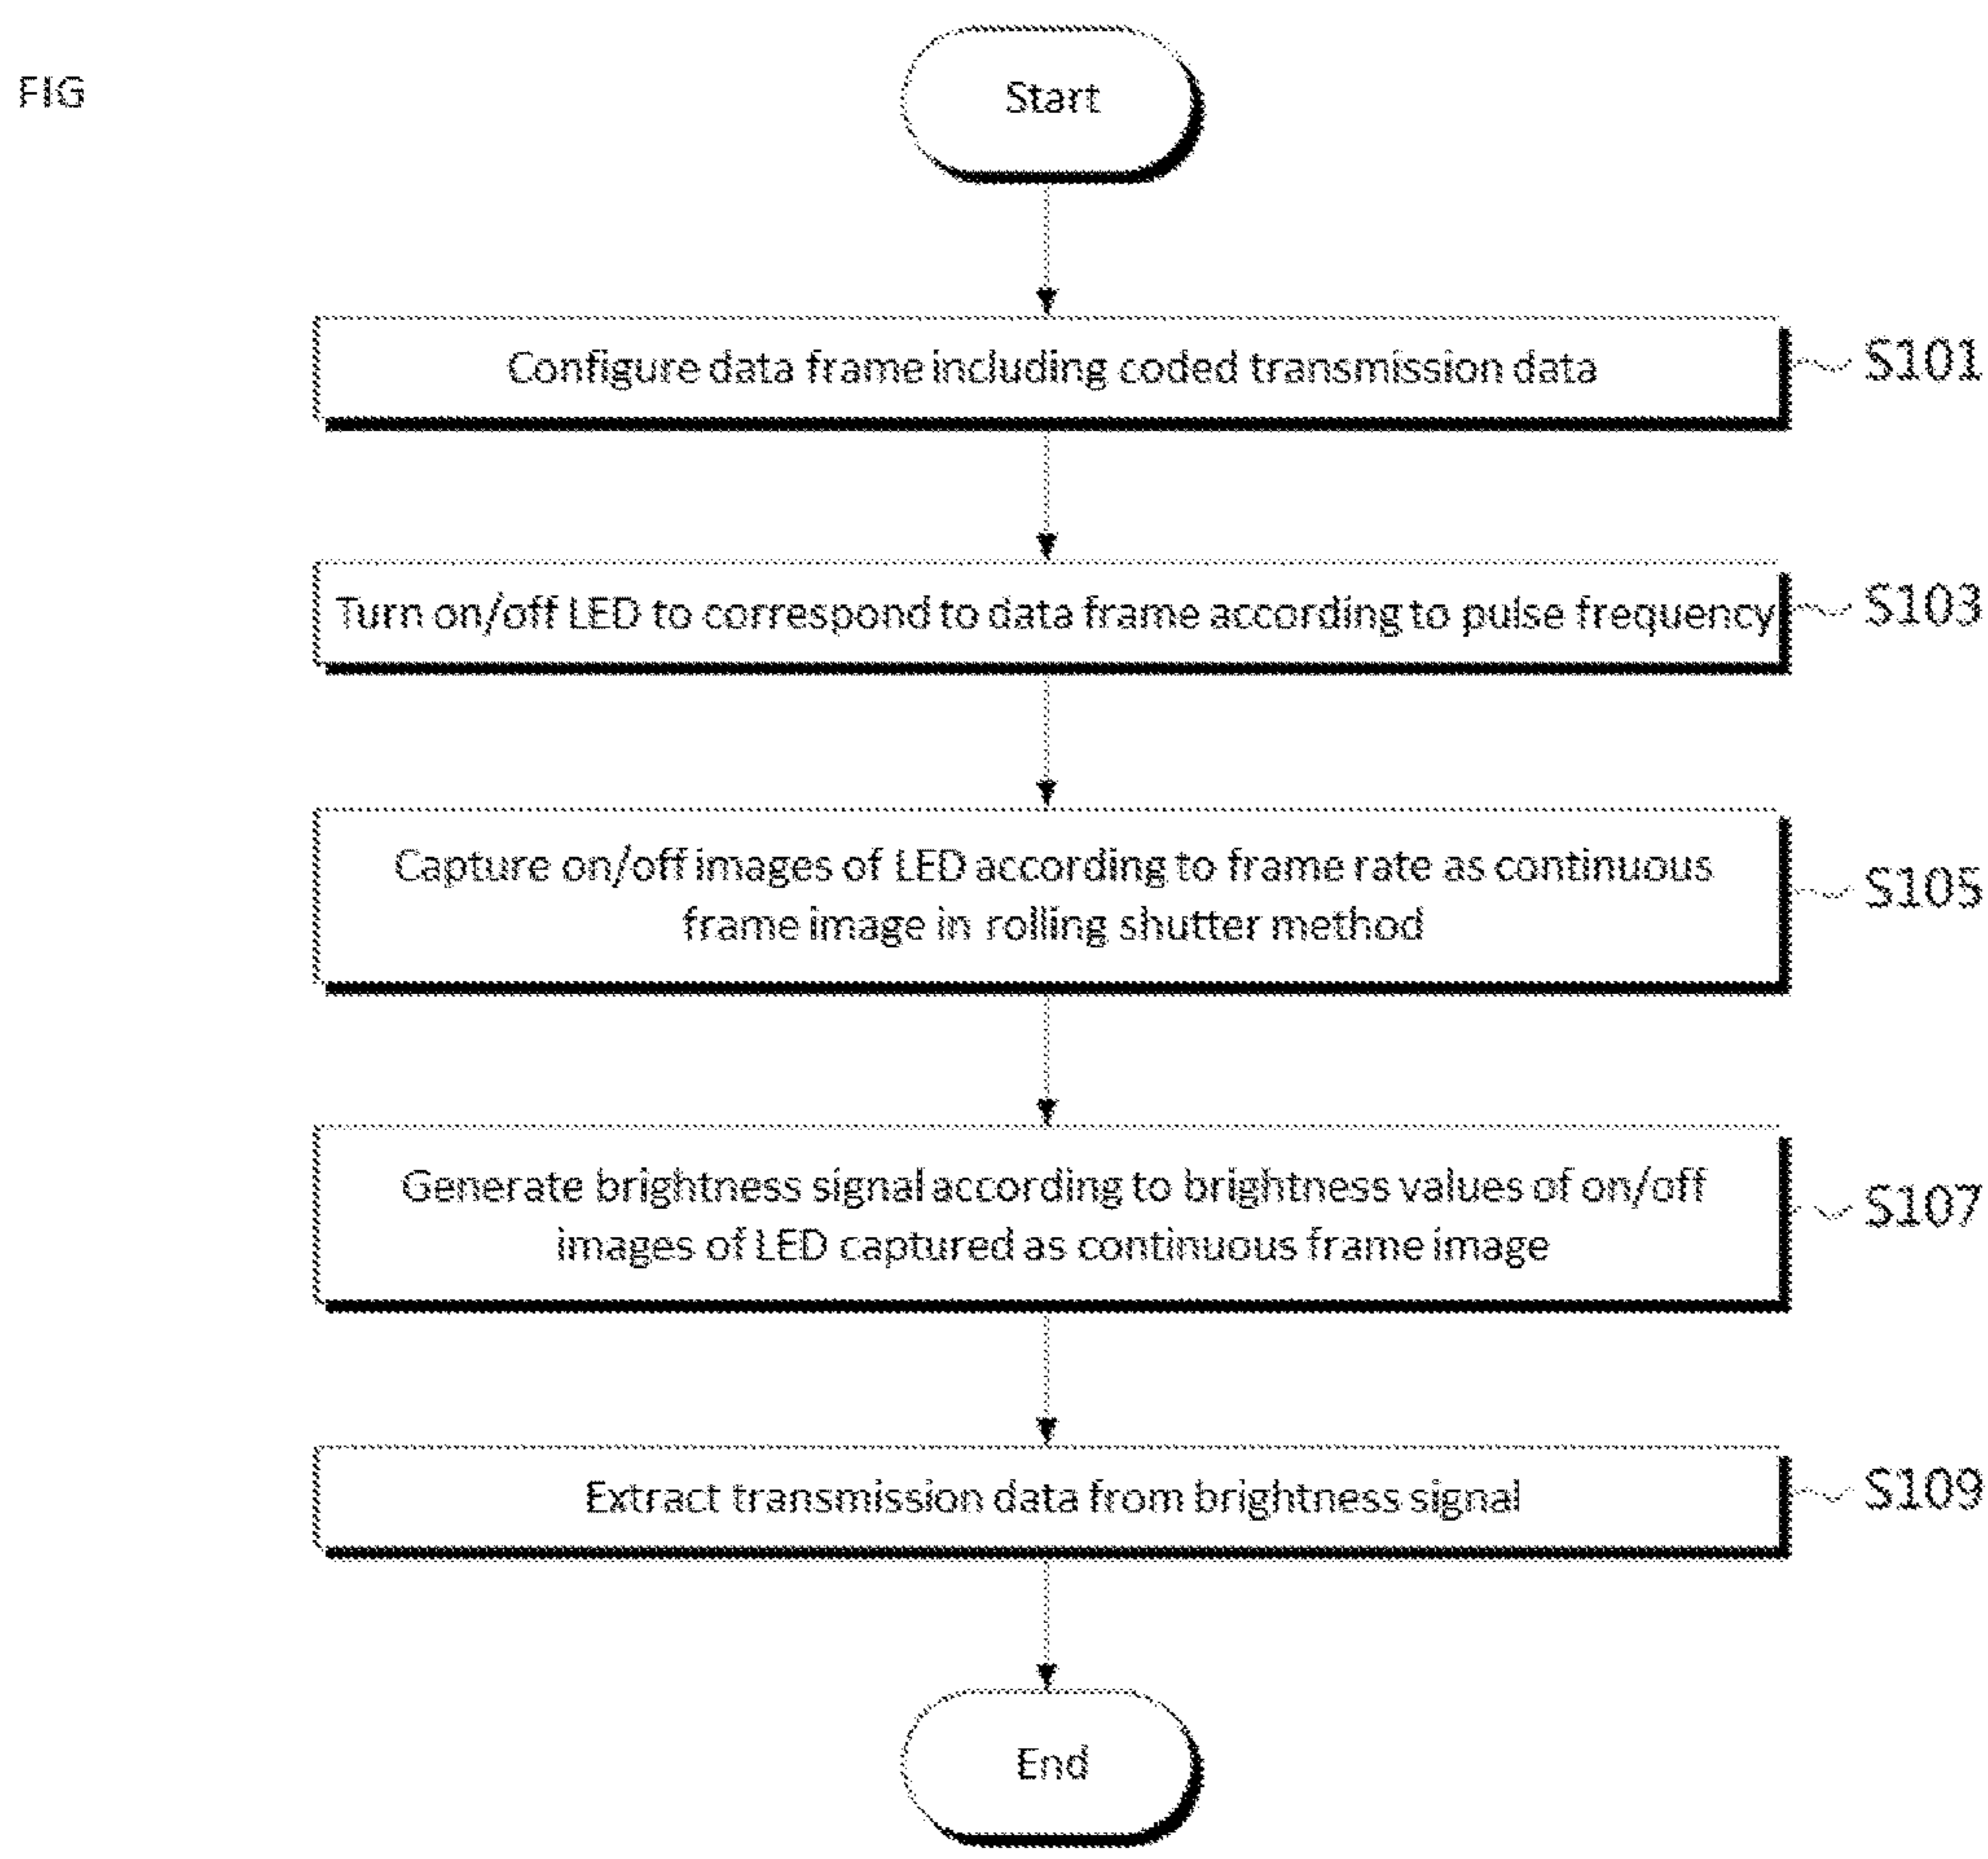 FIG
Start
Configure data frame including coded transmission data
S101
Turn on/off LED to correspond to data frame according to pulse frequency
S103
Capture on/off images of LED according to frame rate as continuous
frame image in rolling shutter method
S105
Generate brightness signal according to brightness values of on/off
images of LED captured as continuous frame image
S107
Extract transmission data from brightness signal
S109
End